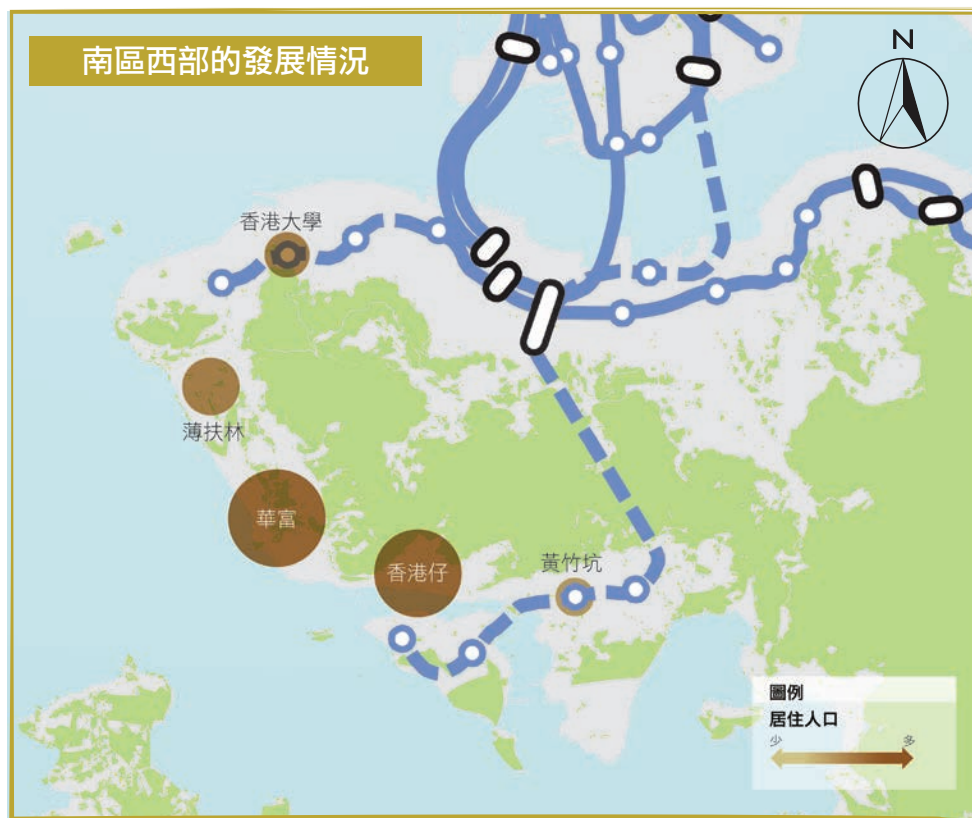 南區西部的發展情況
N
香港大學
薄扶林
華富
香港仔
黃竹坑
圖例
居住人口
少 多